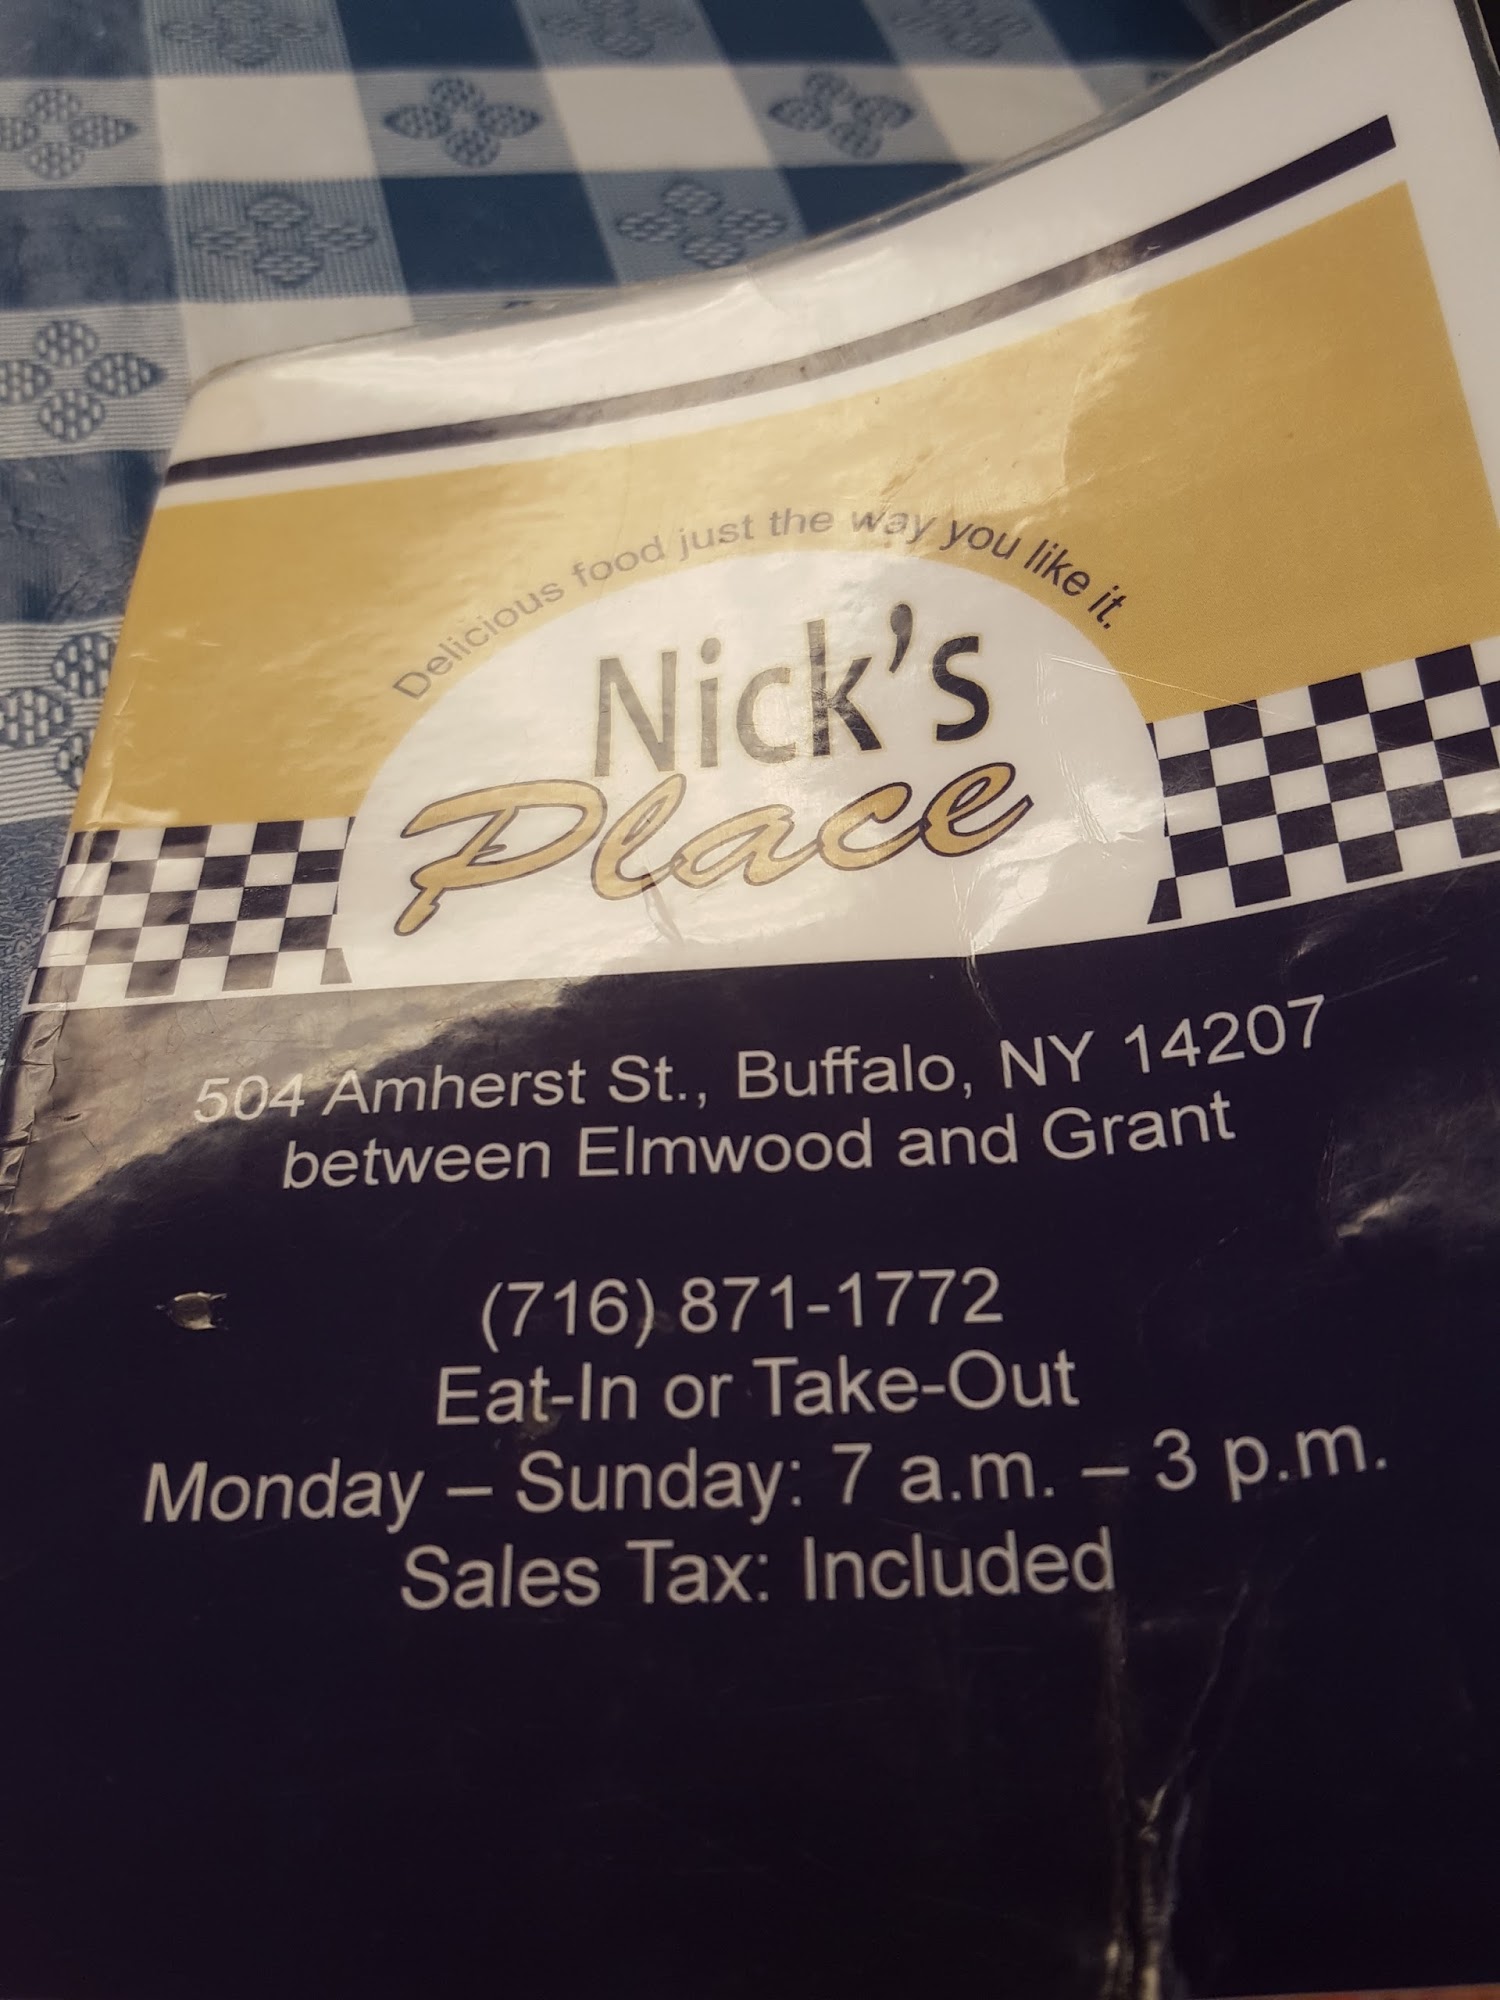 Delicious food just the way you like it.
Nick's
Place
504 Amherst St., Buffalo, NY 14207
between Elmwood and Grant
(716) 871-1772
Eat-In or Take-Out
Monday – Sunday: 7 a.m. – 3 p.m.
Sales Tax: Included